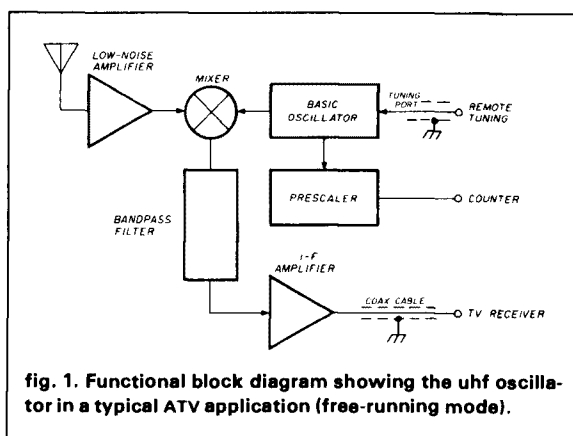 LOW-NOISE
AMPLIFIER
MIXER
BASIC
OSCILLATOR
TUNING
PORT
REMOTE
TUNING
PRESCALER
COUNTER
BANDPASS
FILTER
I-F
AMPLIFIER
COAX CABLE
TV RECEIVER
fig. 1. Functional block diagram showing the uhf oscilla-
tor in a typical ATV application (free-running mode).